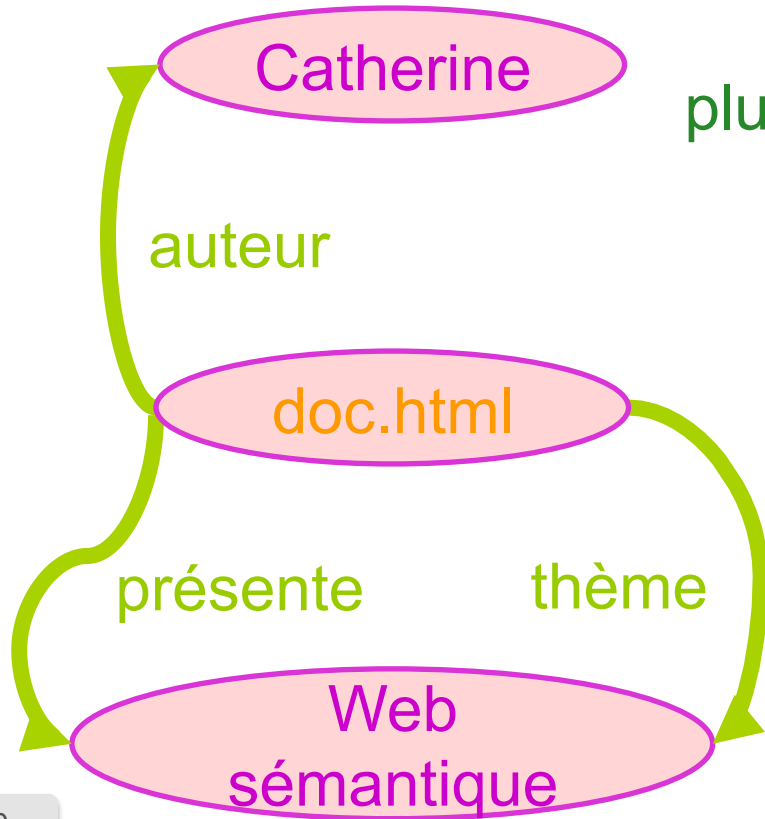 Catherine
plu
auteur
doc.html
présente
thème
Web
sémantique